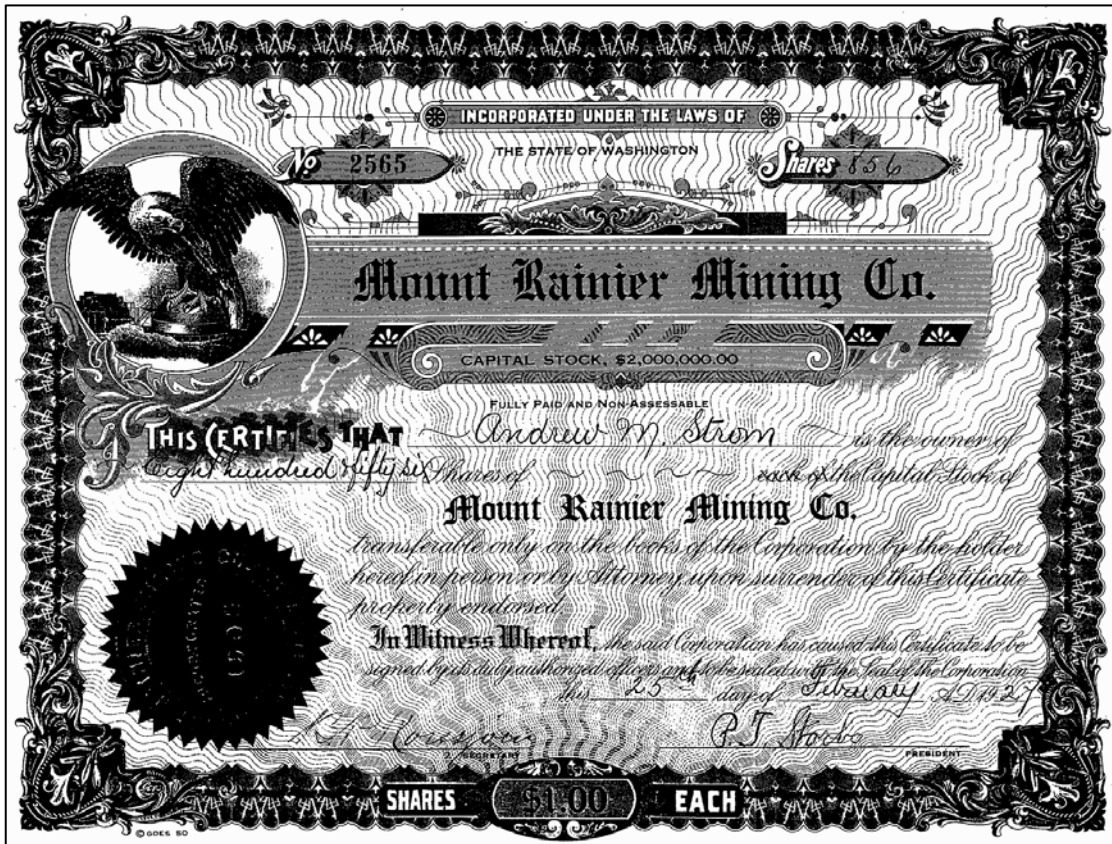 INCORPORATED UNDER THE LAWS OF
THE STATE OF WASHINGTON
No 2565
Shares 856
Mount Rainier Mining Co.
CAPITAL STOCK, $2,000,000.00
FULLY PAID AND NON-ASSESSABLE
THIS CERTIFIES THAT Andrew M. Strom is the owner of
Eight hundred fifty six Shares of each of the Capital Stock of
Mount Rainier Mining Co.
transferable only on the books of the Corporation by the holder
hereof in person or by Attorney upon surrender of this Certificate
properly endorsed.
In Witness Whereof, the said Corporation has caused this Certificate to be
signed by its duly authorized officers and to be sealed with the Seal of the Corporation
this 25th day of February A.D. 1927
SECRETARY
P.T. PRESIDENT
SHARES $1.00 EACH
©GOES 50